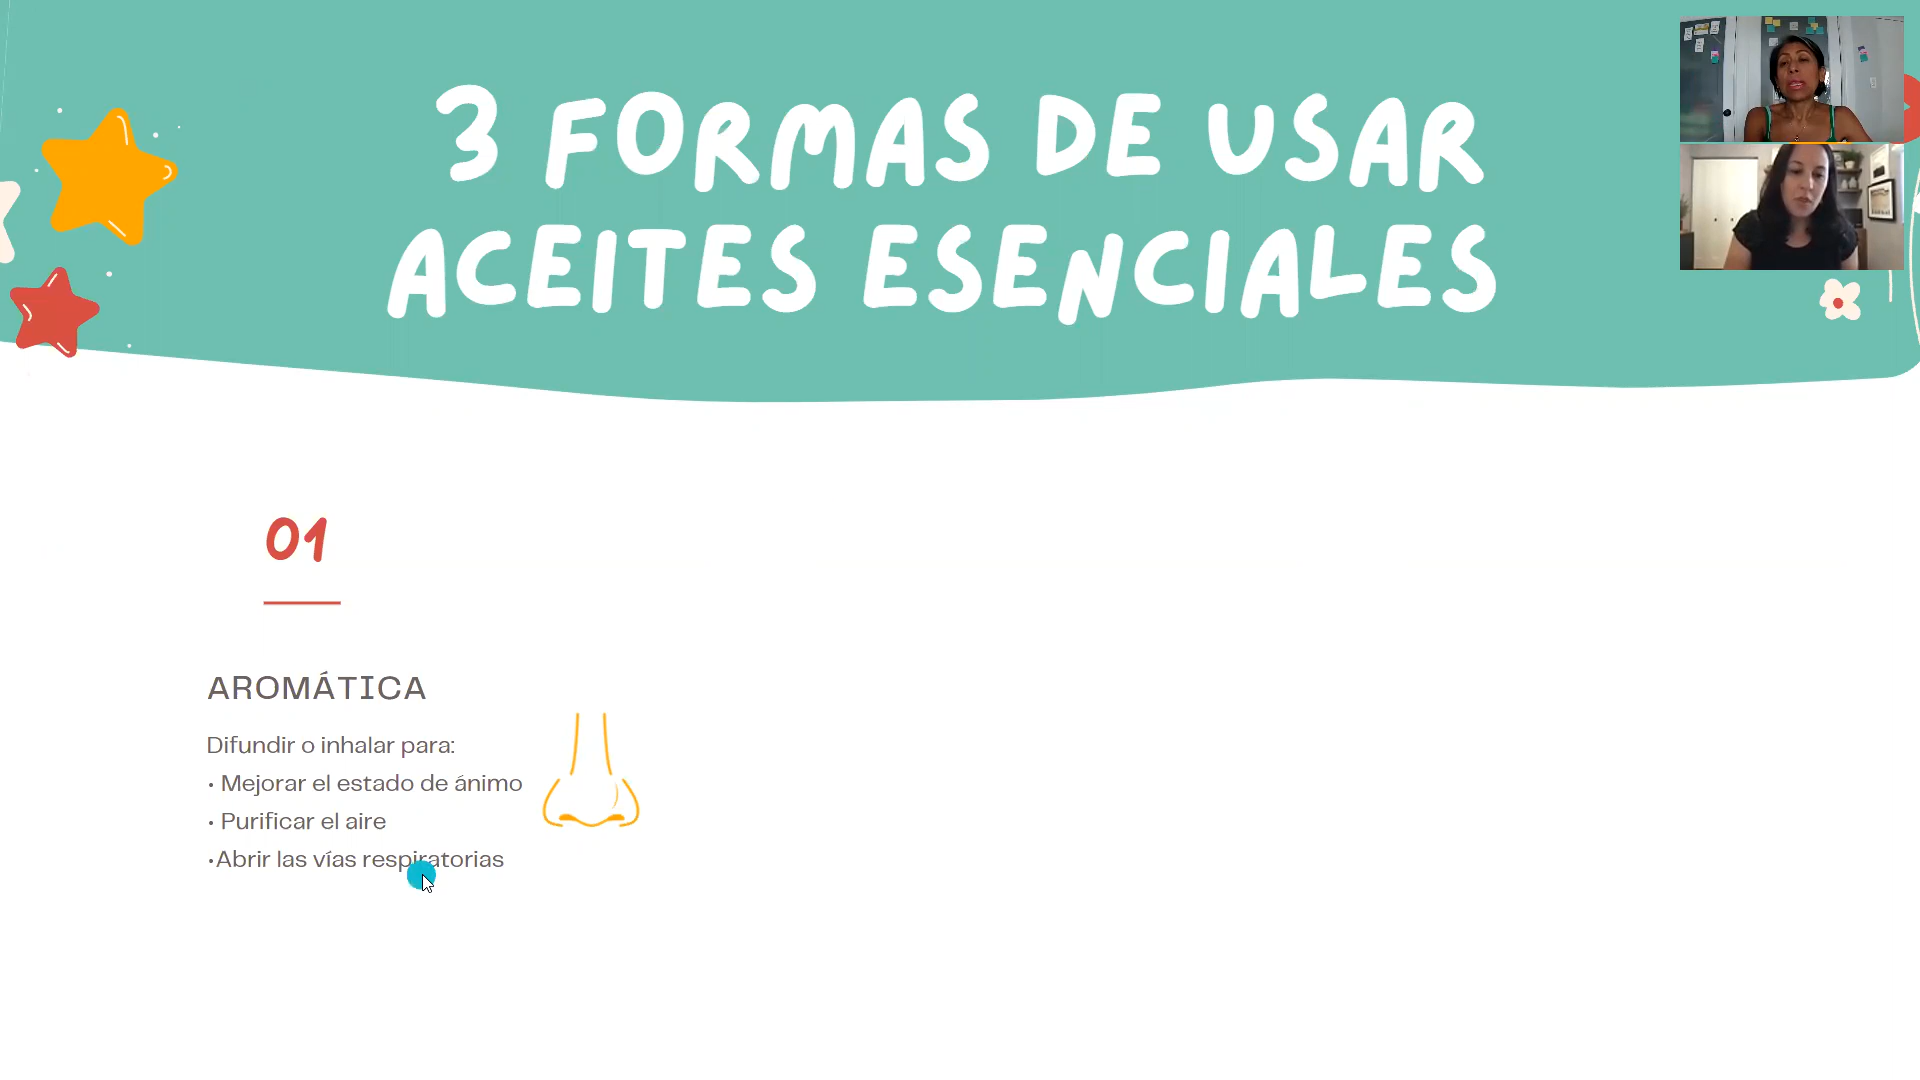 3 FORMAS DE USAR
ACEITES ESENCIALES
01
AROMÁTICA
Difundir o inhalar para:
• Mejorar el estado de ánimo
• Purificar el aire
•Abrir las vías respiratorias